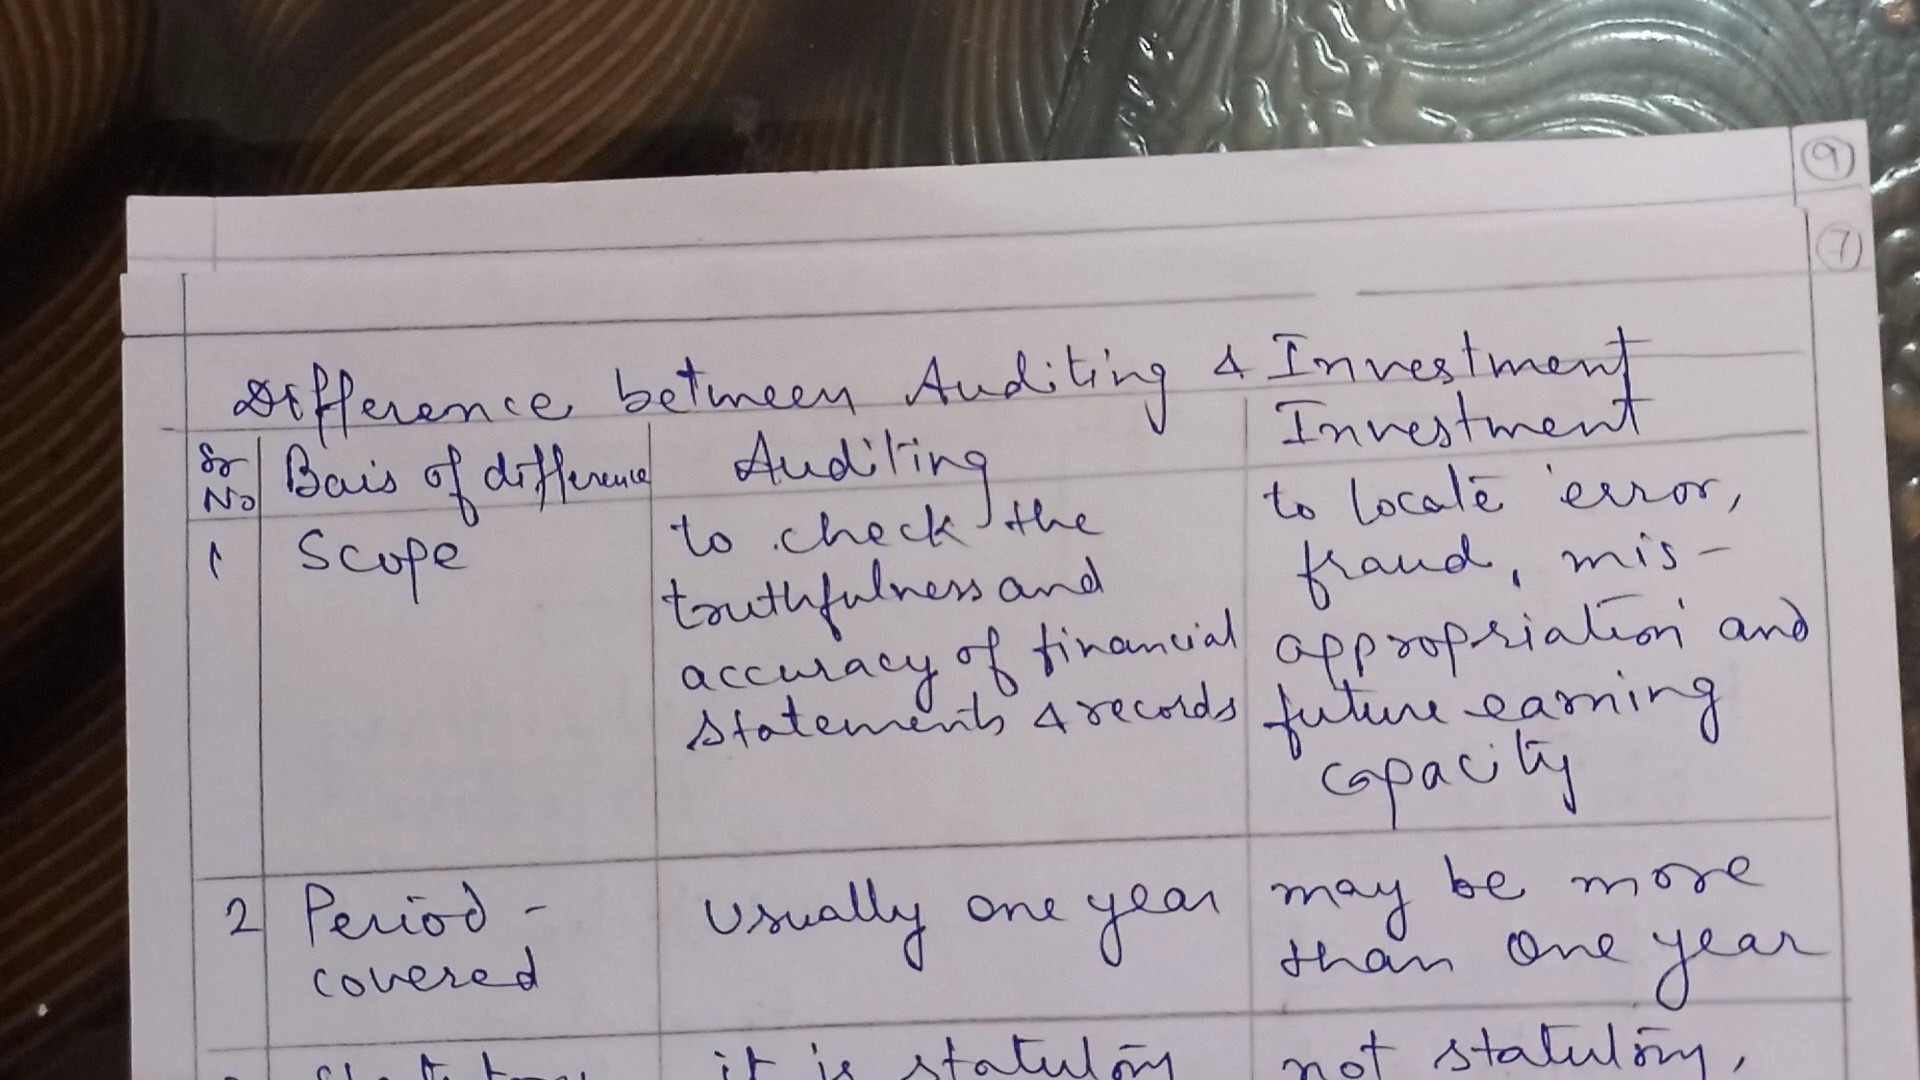 9
7
Difference between Auditing & Investment
Sr No | Bais of difference | Auditing | Investment
1 | Scope | to check the truthfulness and accuracy of financial statements & records | to locate error, fraud, mis-appropriation and future earning capacity
2 | Period - covered | Usually one year | may be more than one year
it is statutory | not statutory,